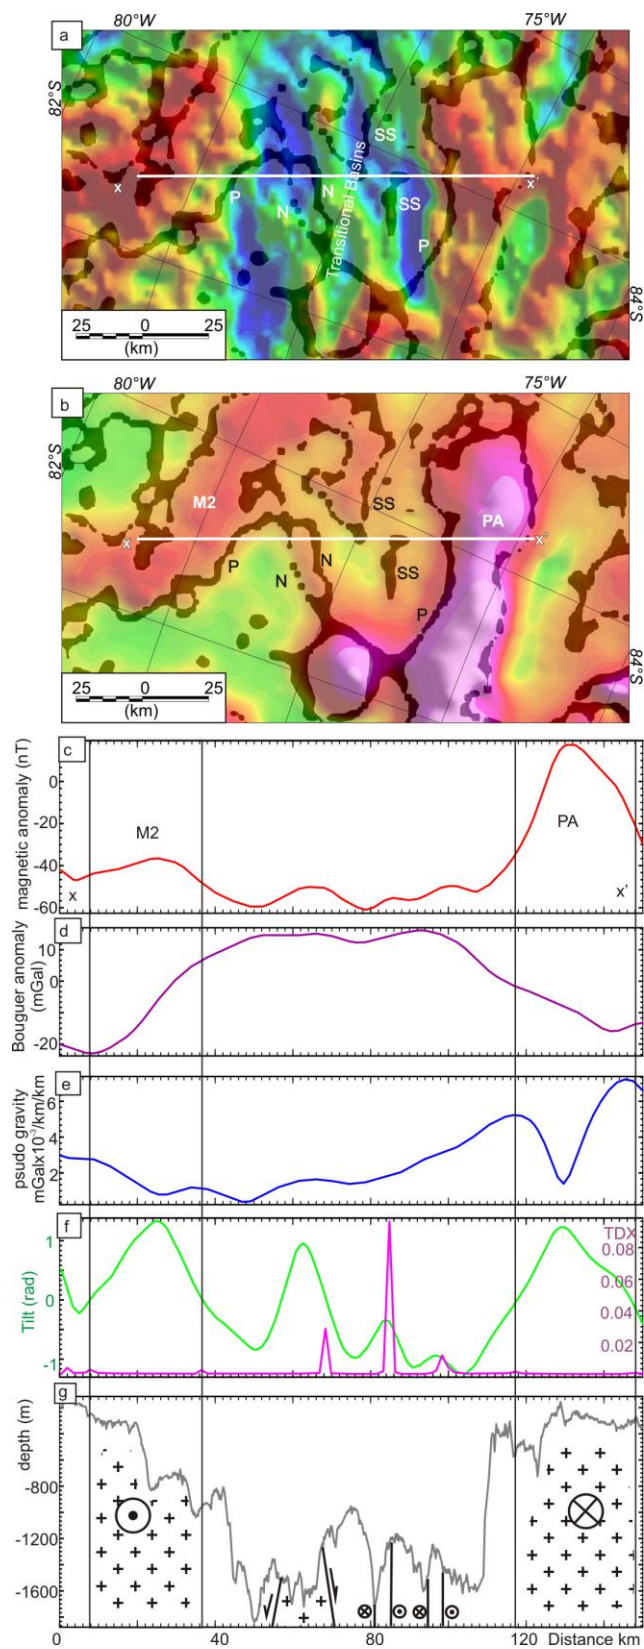 80°W 75°W
a
82°S
SS
x x'
P N N SS
Transitional Basins
P
25 0 25
(km)
84°S
80°W 75°W
b
82°S
M2 SS PA
x x'
P N N SS
P
25 0 25
(km)
84°S
c
magnetic anomaly (nT)
0
-20
-40
-60
M2
PA
x x'
d
Bouguer anomaly
(mGal)
10
0
-20
e
psudo gravity
mGalx10⁻³/km/km
6
4
2
f
Tilt (rad)
1
0
-1
TDX
0.08
0.06
0.04
0.02
g
depth (m)
-800
-1200
-1600
0 40 80 120 Distance km